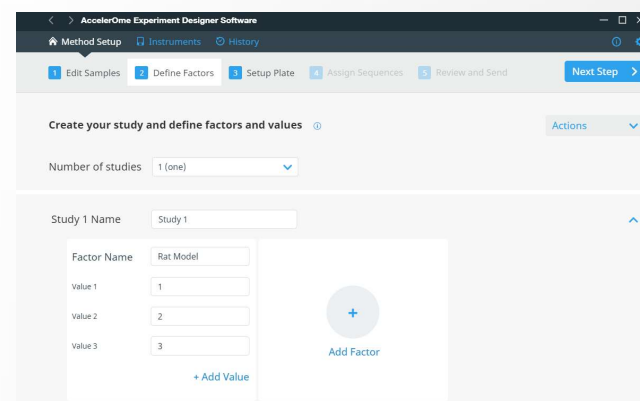 AccelerOme Experiment Designer Software
Method Setup Instruments History
1 Edit Samples 2 Define Factors 3 Setup Plate 4 Assign Sequences 5 Review and Send Next Step
Create your study and define factors and values
Actions
Number of studies 1 (one)
Study 1 Name Study 1
Factor Name Rat Model
Value 1 1
Value 2 2
Value 3 3
+ Add Value
+
Add Factor